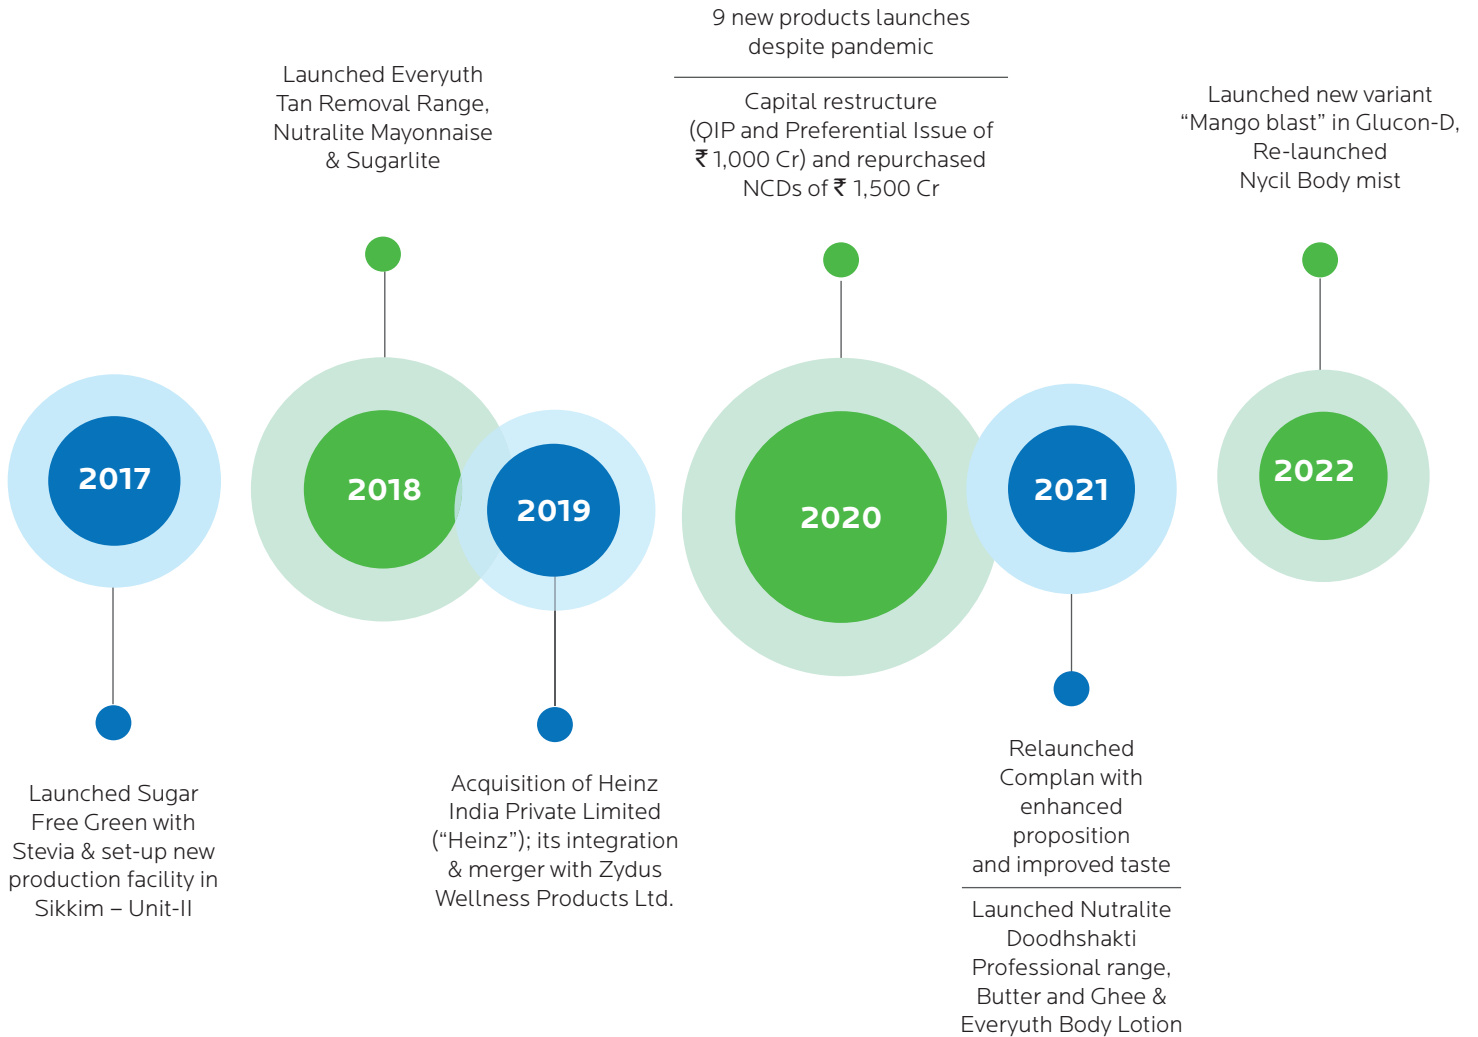 2017
Launched Sugar
Free Green with
Stevia & set-up new
production facility in
Sikkim – Unit-II
Launched Everyuth
Tan Removal Range,
Nutralite Mayonnaise
& Sugarlite
2018
2019
Acquisition of Heinz
India Private Limited
(“Heinz”); its integration
& merger with Zydus
Wellness Products Ltd.
9 new products launches
despite pandemic
Capital restructure
(QIP and Preferential Issue of
₹ 1,000 Cr) and repurchased
NCDs of ₹ 1,500 Cr
2020
2021
Relaunched
Complan with
enhanced
proposition
and improved taste
Launched Nutralite
Doodhshakti
Professional range,
Butter and Ghee &
Everyuth Body Lotion
Launched new variant
“Mango blast” in Glucon-D,
Re-launched
Nycil Body mist
2022